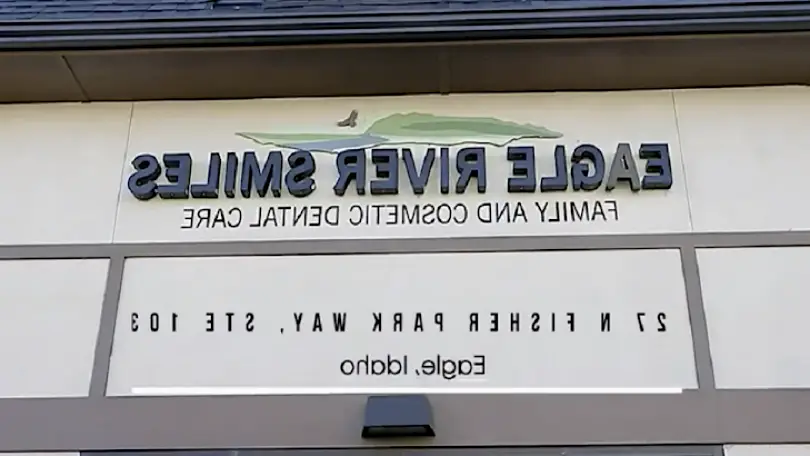 EAGLE RIVER SMILES
FAMILY AND COSMETIC DENTAL CARE
27 N FISHER PARK WAY, STE 103
Eagle, Idaho